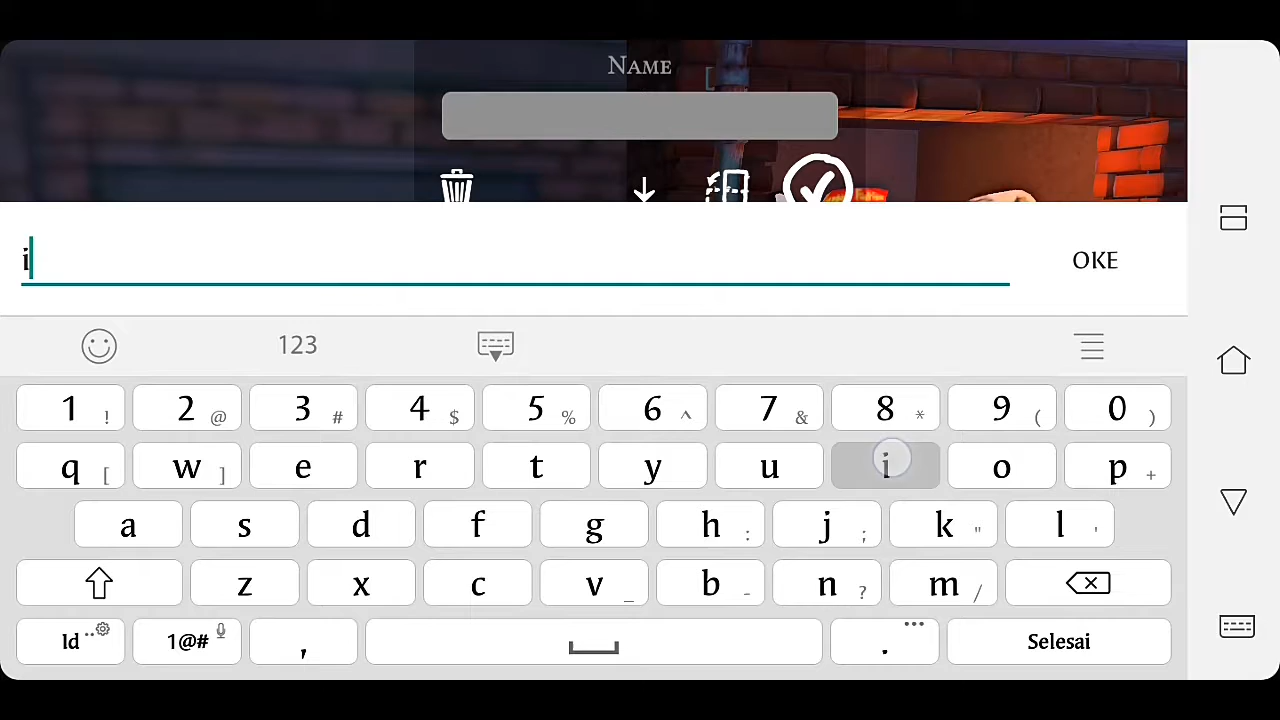 Name
i
OKE
123
1 ! 2 @ 3 # 4 $ 5 % 6 ^ 7 & 8 * 9 ( 0 )
q [ w ] e r t y u i o p +
a s d f g h : j ; k " l '
z x c v _ b - n ? m /
Id 1@# , . Selesai